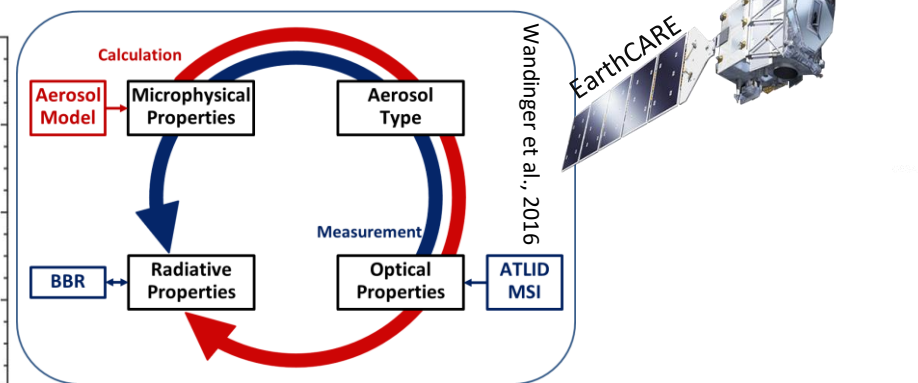 Calculation
Aerosol
Model
Microphysical
Properties
Aerosol
Type
Wandinger et al., 2016
EarthCARE
Measurement
BBR
Radiative
Properties
Optical
Properties
ATLID
MSI